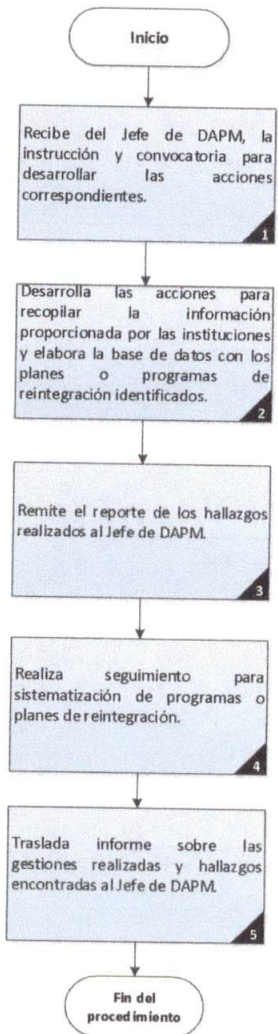 Inicio
Recibe del Jefe de DAPM, la
instrucción y convocatoria para
desarrollar las acciones
correspondientes.
1
Desarrolla las acciones para
recopilar la información
proporcionada por las instituciones
y elabora la base de datos con los
planes o programas de
reintegración identificados.
2
Remite el reporte de los hallazgos
realizados al Jefe de DAPM.
3
Realiza seguimiento para
sistematización de programas o
planes de reintegración.
4
Traslada informe sobre las
gestiones realizadas y hallazgos
encontradas al Jefe de DAPM.
5
Fin del
procedimiento